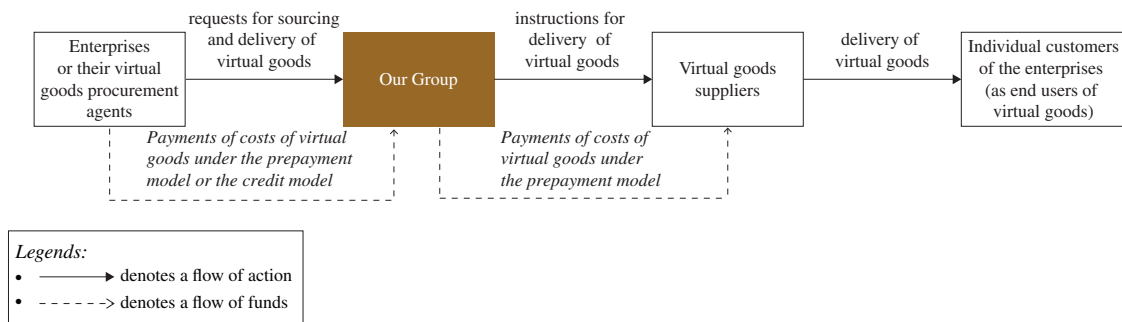 requests for sourcing
and delivery of
virtual goods
instructions for
delivery of
virtual goods
delivery of
virtual goods
Enterprises
or their virtual
goods procurement
agents
Our Group
Virtual goods
suppliers
Individual customers
of the enterprises
(as end users of
virtual goods)
Payments of costs of virtual
goods under the prepayment
model or the credit model
Payments of costs of
virtual goods under
the prepayment model
Legends:
• denotes a flow of action
• denotes a flow of funds